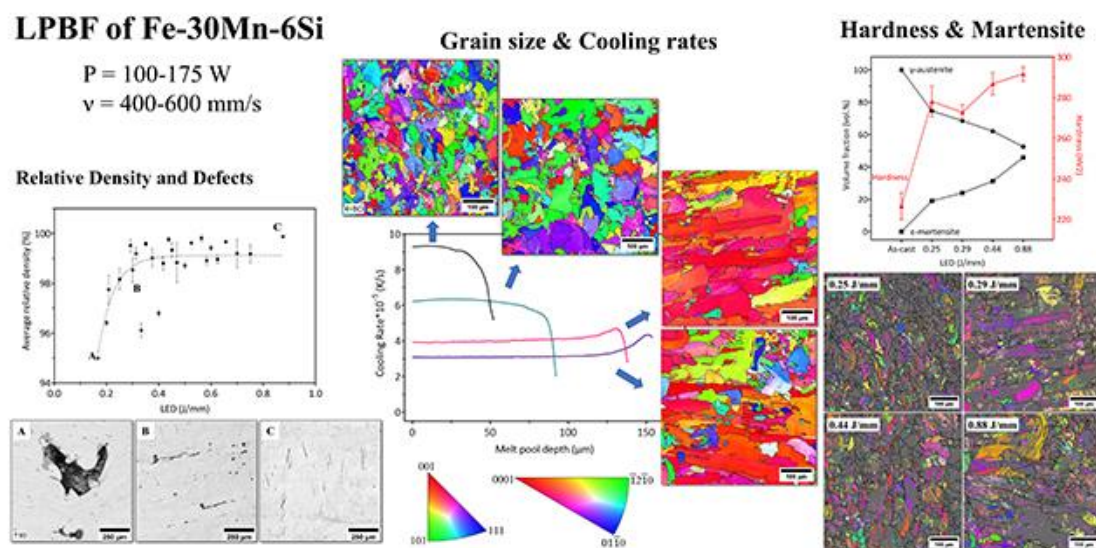 LPBF of Fe-30Mn-6Si
P = 100-175 W
ν = 400-600 mm/s
Relative Density and Defects
Average relative density (%)
100
98
96
94
A
B
C
0.0 0.2 0.4 0.6 0.8 1.0
LED (J/mm)
A
B
C
250 µm
250 µm
250 µm
Grain size & Cooling rates
100 µm
100 µm
100 µm
100 µm
Cooling Rate*10⁻⁵ (K/s)
10
8
6
4
2
0
0 50 100 150
Melt pool depth (µm)
001
101
111
0001
1̅21̅0
011̅0
Hardness & Martensite
Volume fraction (vol.%)
100
80
60
40
20
0
γ-austenite
Hardness
ε-martensite
300
280
260
240
220
Hardness (HV2)
As-cast 0.25 0.29 0.44 0.88
LED (J/mm)
0.25 J/mm
0.29 J/mm
0.44 J/mm
0.88 J/mm
100 µm
100 µm
100 µm
100 µm